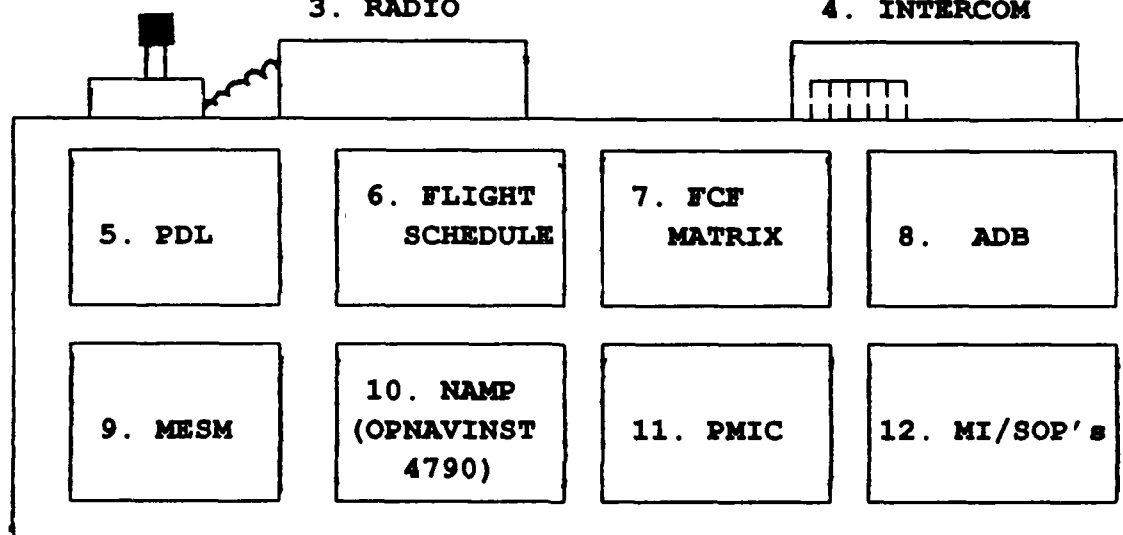 3. RADIO
4. INTERCOM
5. PDL
6. FLIGHT
SCHEDULE
7. FCF
MATRIX
8. ADB
9. MESM
10. NAMP
(OPNAVINST
4790)
11. PMIC
12. MI/SOP's